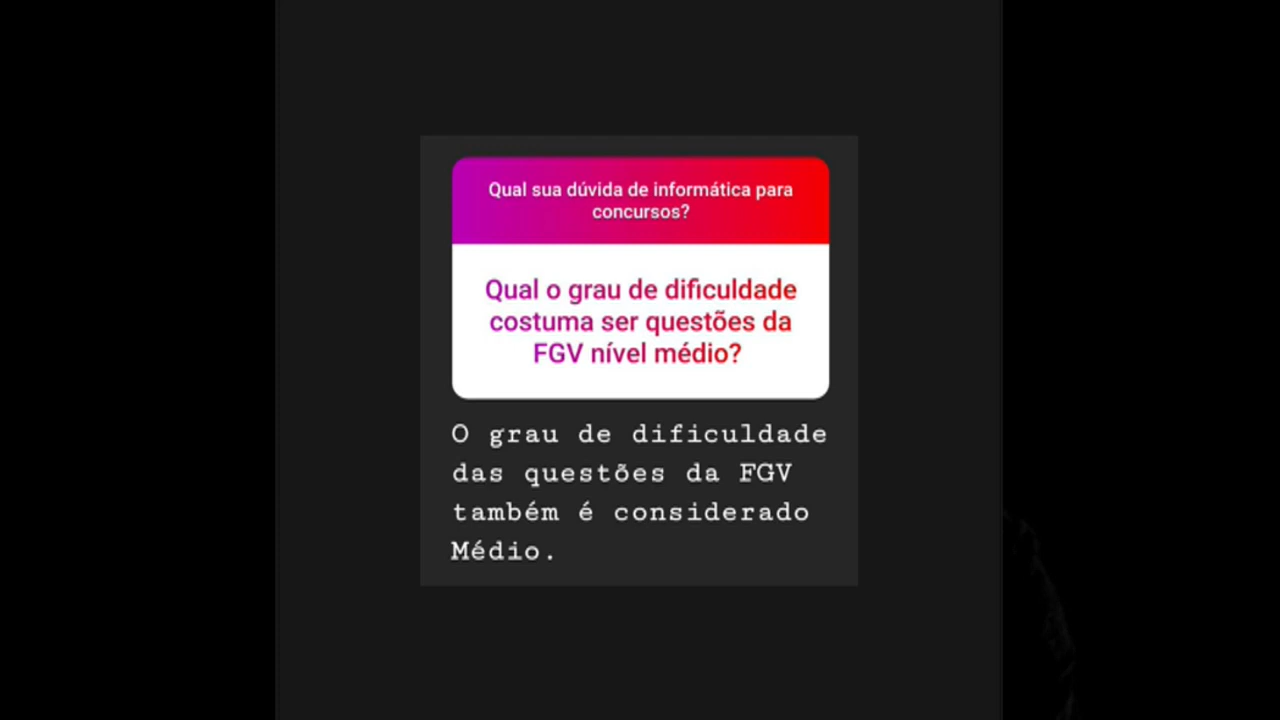 Qual sua dúvida de informática para
concursos?
Qual o grau de dificuldade
costuma ser questões da
FGV nível médio?
O grau de dificuldade
das questões da FGV
também é considerado
Médio.